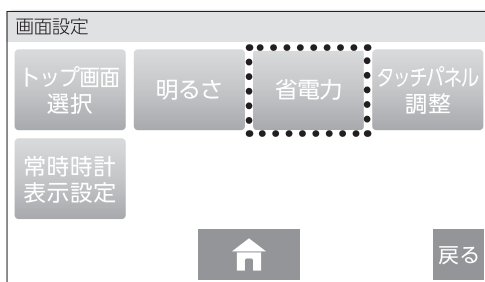 画面設定
トップ画面
選択
明るさ
省電力
タッチパネル
調整
常時時計
表示設定
戻る